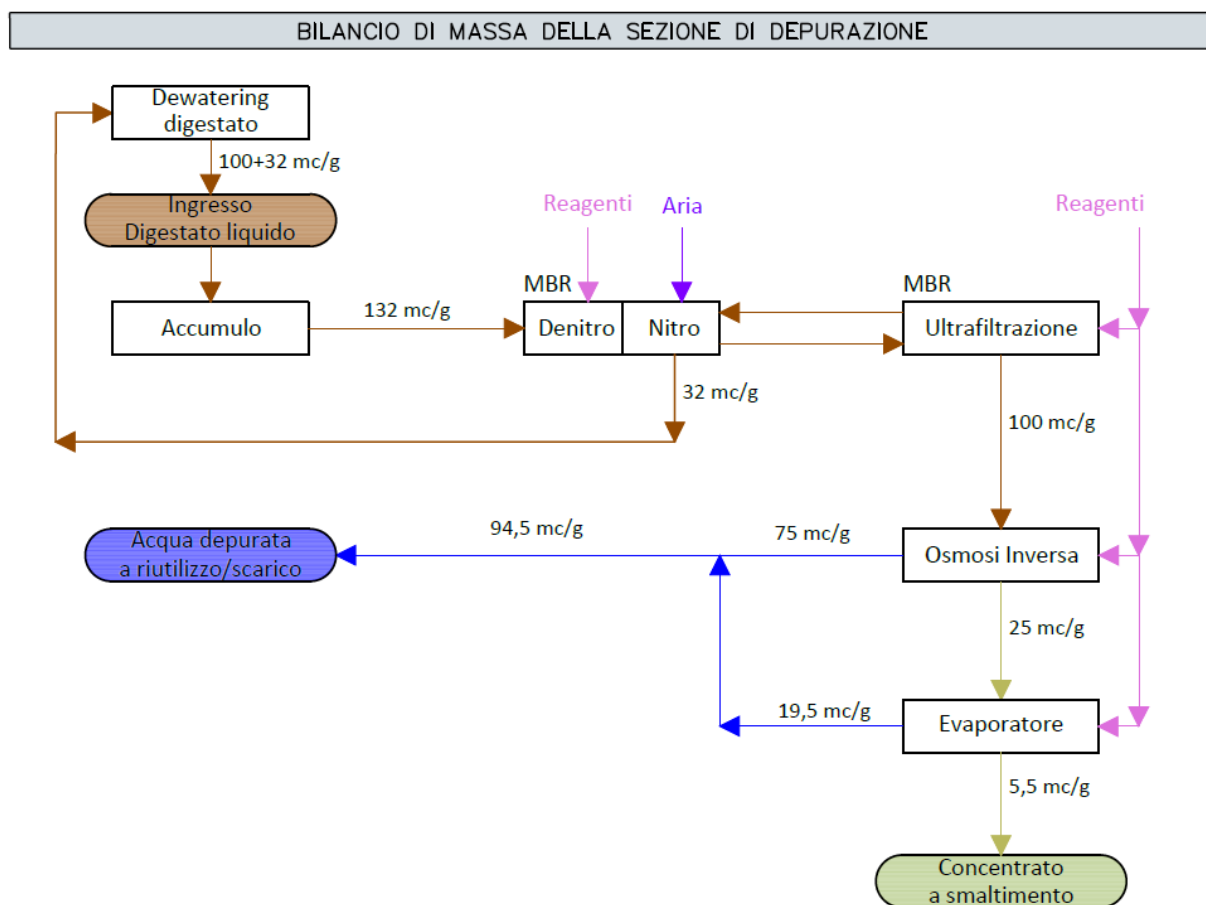 BILANCIO DI MASSA DELLA SEZIONE DI DEPURAZIONE
Dewatering
digestato
100+32 mc/g
Ingresso
Digestato liquido
Reagenti
Aria
Reagenti
MBR
MBR
Accumulo
132 mc/g
Denitro
Nitro
Ultrafiltrazione
32 mc/g
100 mc/g
Acqua depurata
a riutilizzo/scarico
94,5 mc/g
75 mc/g
Osmosi Inversa
25 mc/g
19,5 mc/g
Evaporatore
5,5 mc/g
Concentrato
a smaltimento